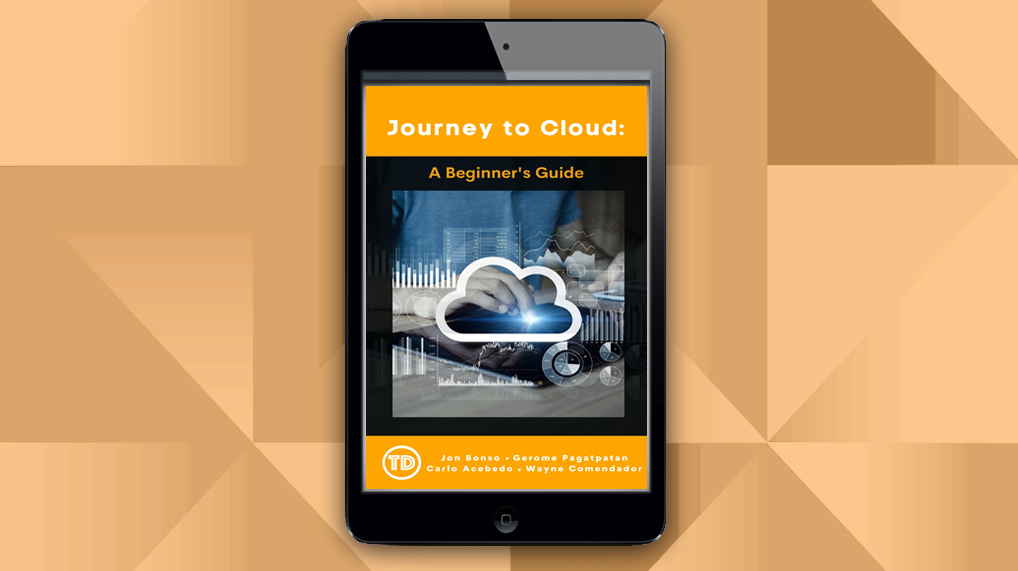 Journey to Cloud:
A Beginner's Guide
TD
Jon Bonso • Gerome Pagatpatan
Carlo Acebedo • Wayne Comendador